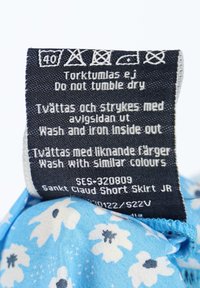 40
Torktumlas ej
Do not tumble dry
Tvättas och strykes med
avigsidan ut
Wash and iron inside out
Tvättas med liknande färger
Wash with similar colours
SES-320809
Sankt Claud Short Skirt JR